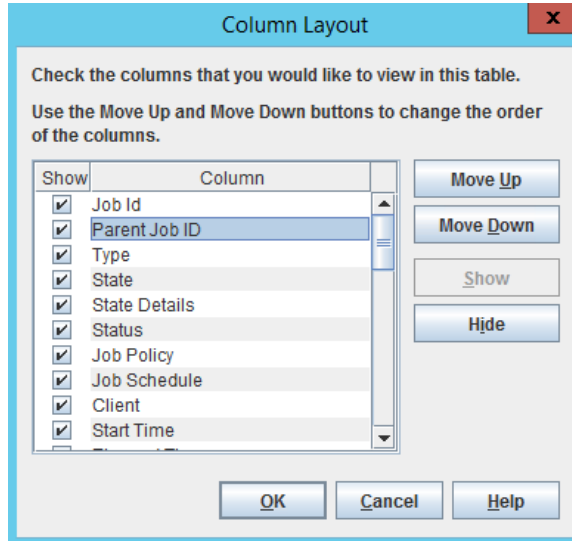 Column Layout
x
Check the columns that you would like to view in this table.
Use the Move Up and Move Down buttons to change the order
of the columns.
Show Column
Job Id
Parent Job ID
Type
State
State Details
Status
Job Policy
Job Schedule
Client
Start Time
Move Up
Move Down
Show
Hide
OK Cancel Help